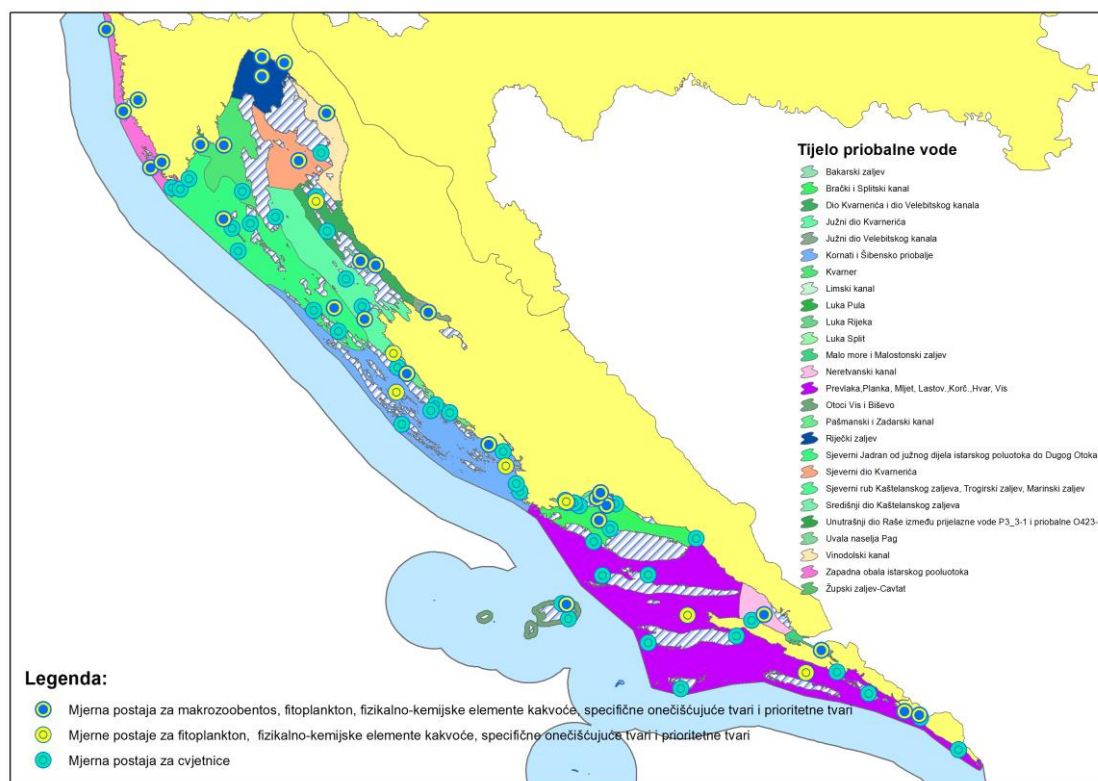 Tijelo priobalne vode
Bakarski zaljev
Brački i Splitski kanal
Dio Kvarnerića i dio Velebitskog kanala
Južni dio Kvarnerića
Južni dio Velebitskog kanala
Kornati i Šibensko priobalje
Kvarner
Limski kanal
Luka Pula
Luka Rijeka
Luka Split
Malo more i Malostonski zaljev
Neretvanski kanal
Prevlaka,Planka, Mljet, Lastov.,Korč.,Hvar, Vis
Otoci Vis i Biševo
Pašmanski i Zadarski kanal
Riječki zaljev
Sjeverni Jadran od južnog dijela istarskog poluotoka do Dugog Otoka
Sjeverni dio Kvarnerića
Sjeverni rub Kaštelanskog zaljeva, Trogirski zaljev, Marinski zaljev
Središnji dio Kaštelanskog zaljeva
Unutrašnji dio Raše između prijelazne vode P3_3-1 i priobalne O423-
Uvala naselja Pag
Vinodolski kanal
Zapadna obala istarskog pooluotoka
Župski zaljev-Cavtat
Legenda:
Mjerna postaja za makrozoobentos, fitoplankton, fizikalno-kemijske elemente kakvoće, specifične onečišćujuće tvari i prioritetne tvari
Mjerne postaje za fitoplankton, fizikalno-kemijske elemente kakvoće, specifične onečišćujuće tvari i prioritetne tvari
Mjerna postaja za cvjetnice